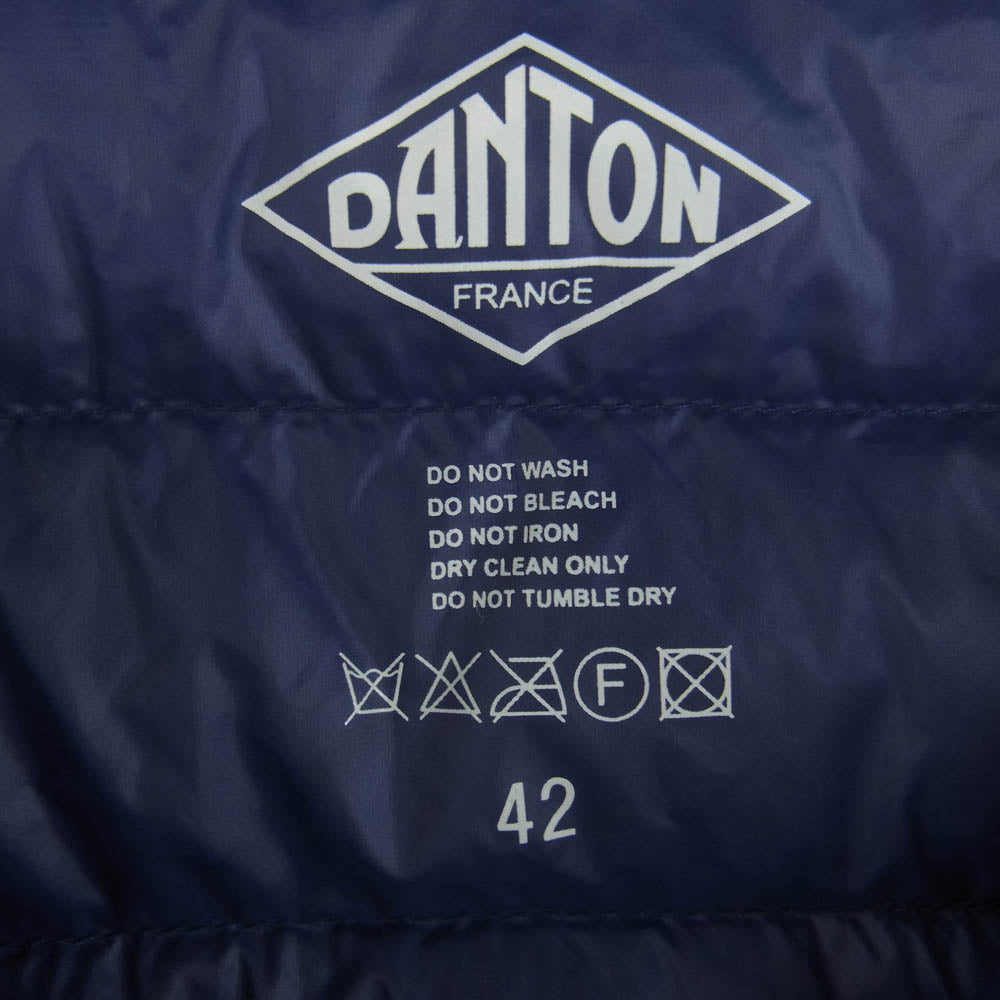 DANTON
FRANCE
DO NOT WASH
DO NOT BLEACH
DO NOT IRON
DRY CLEAN ONLY
DO NOT TUMBLE DRY
F
42